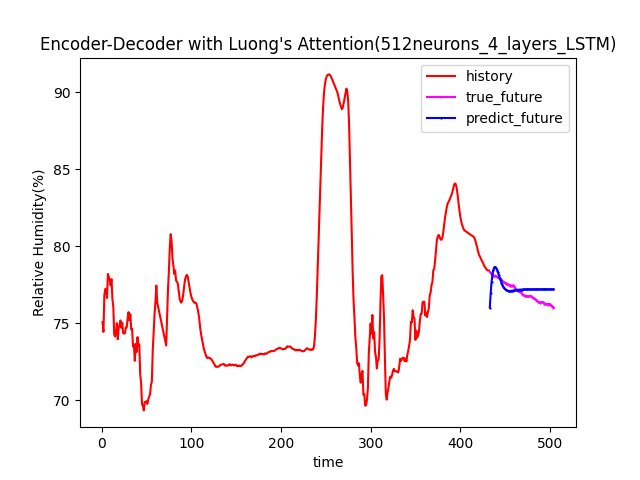 Encoder-Decoder with Luong's Attention(512neurons_4_layers_LSTM)
history
true_future
predict_future
Relative Humidity(%)
90
85
80
75
70
0 100 200 300 400 500
time